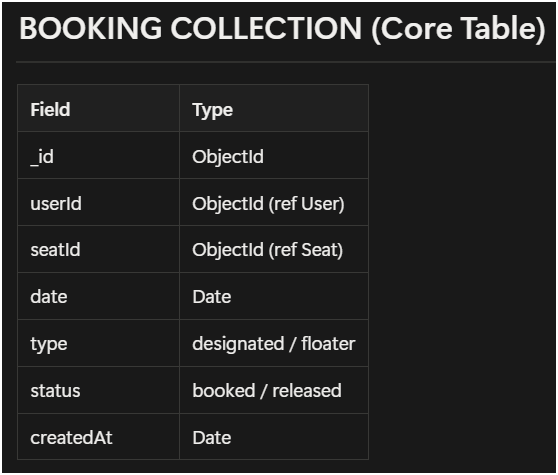 BOOKING COLLECTION (Core Table)
Field Type
_id ObjectId
userId ObjectId (ref User)
seatId ObjectId (ref Seat)
date Date
type designated / floater
status booked / released
createdAt Date